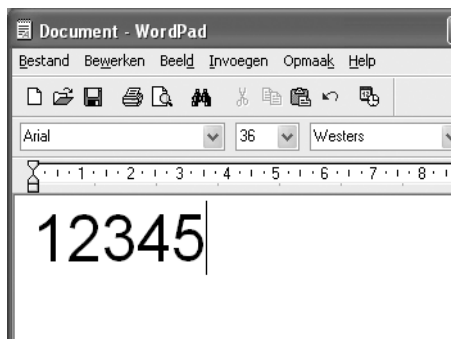 Document - WordPad
Bestand Bewerken Beeld Invoegen Opmaak Help
Arial 36 Westers
1 2 3 4 5 6 7 8
12345